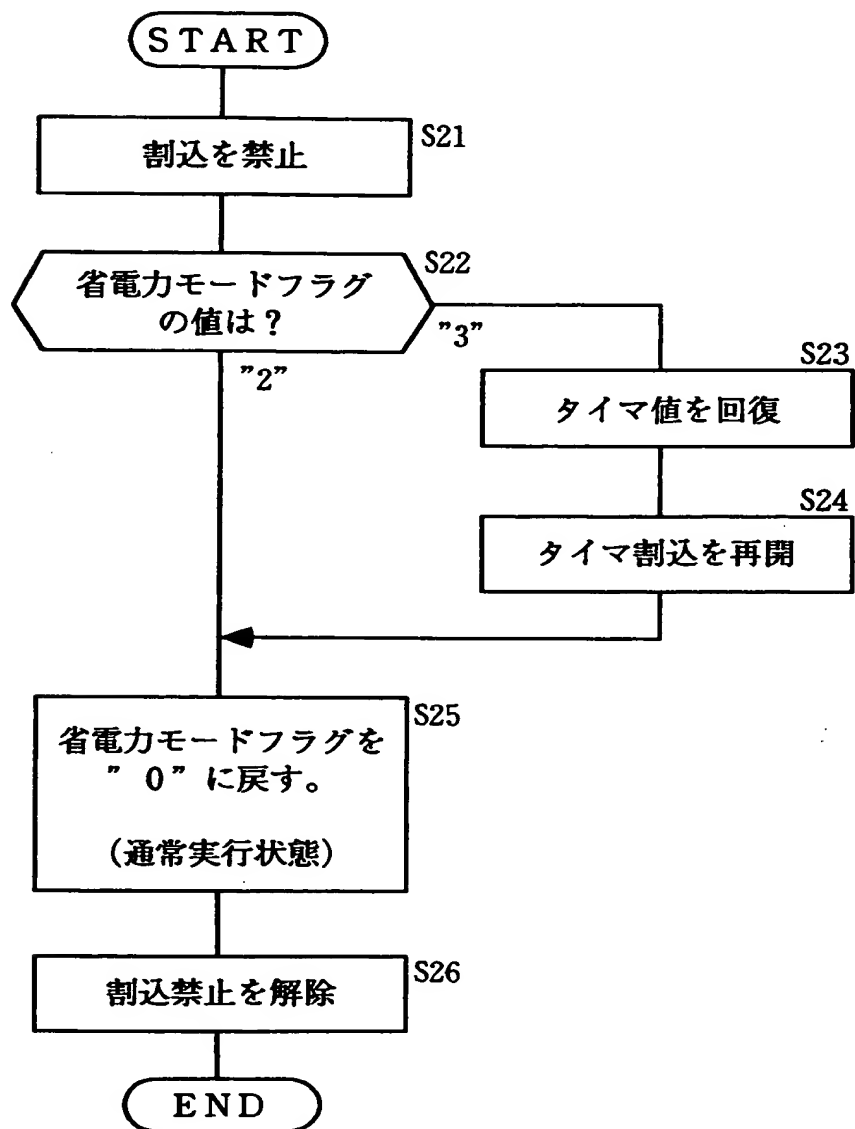 START
S21
割込を禁止
S22
省電力モードフラグ
の値は？
"3"
"2"
S23
タイマ値を回復
S24
タイマ割込を再開
S25
省電力モードフラグを
”０”に戻す。
（通常実行状態）
S26
割込禁止を解除
END